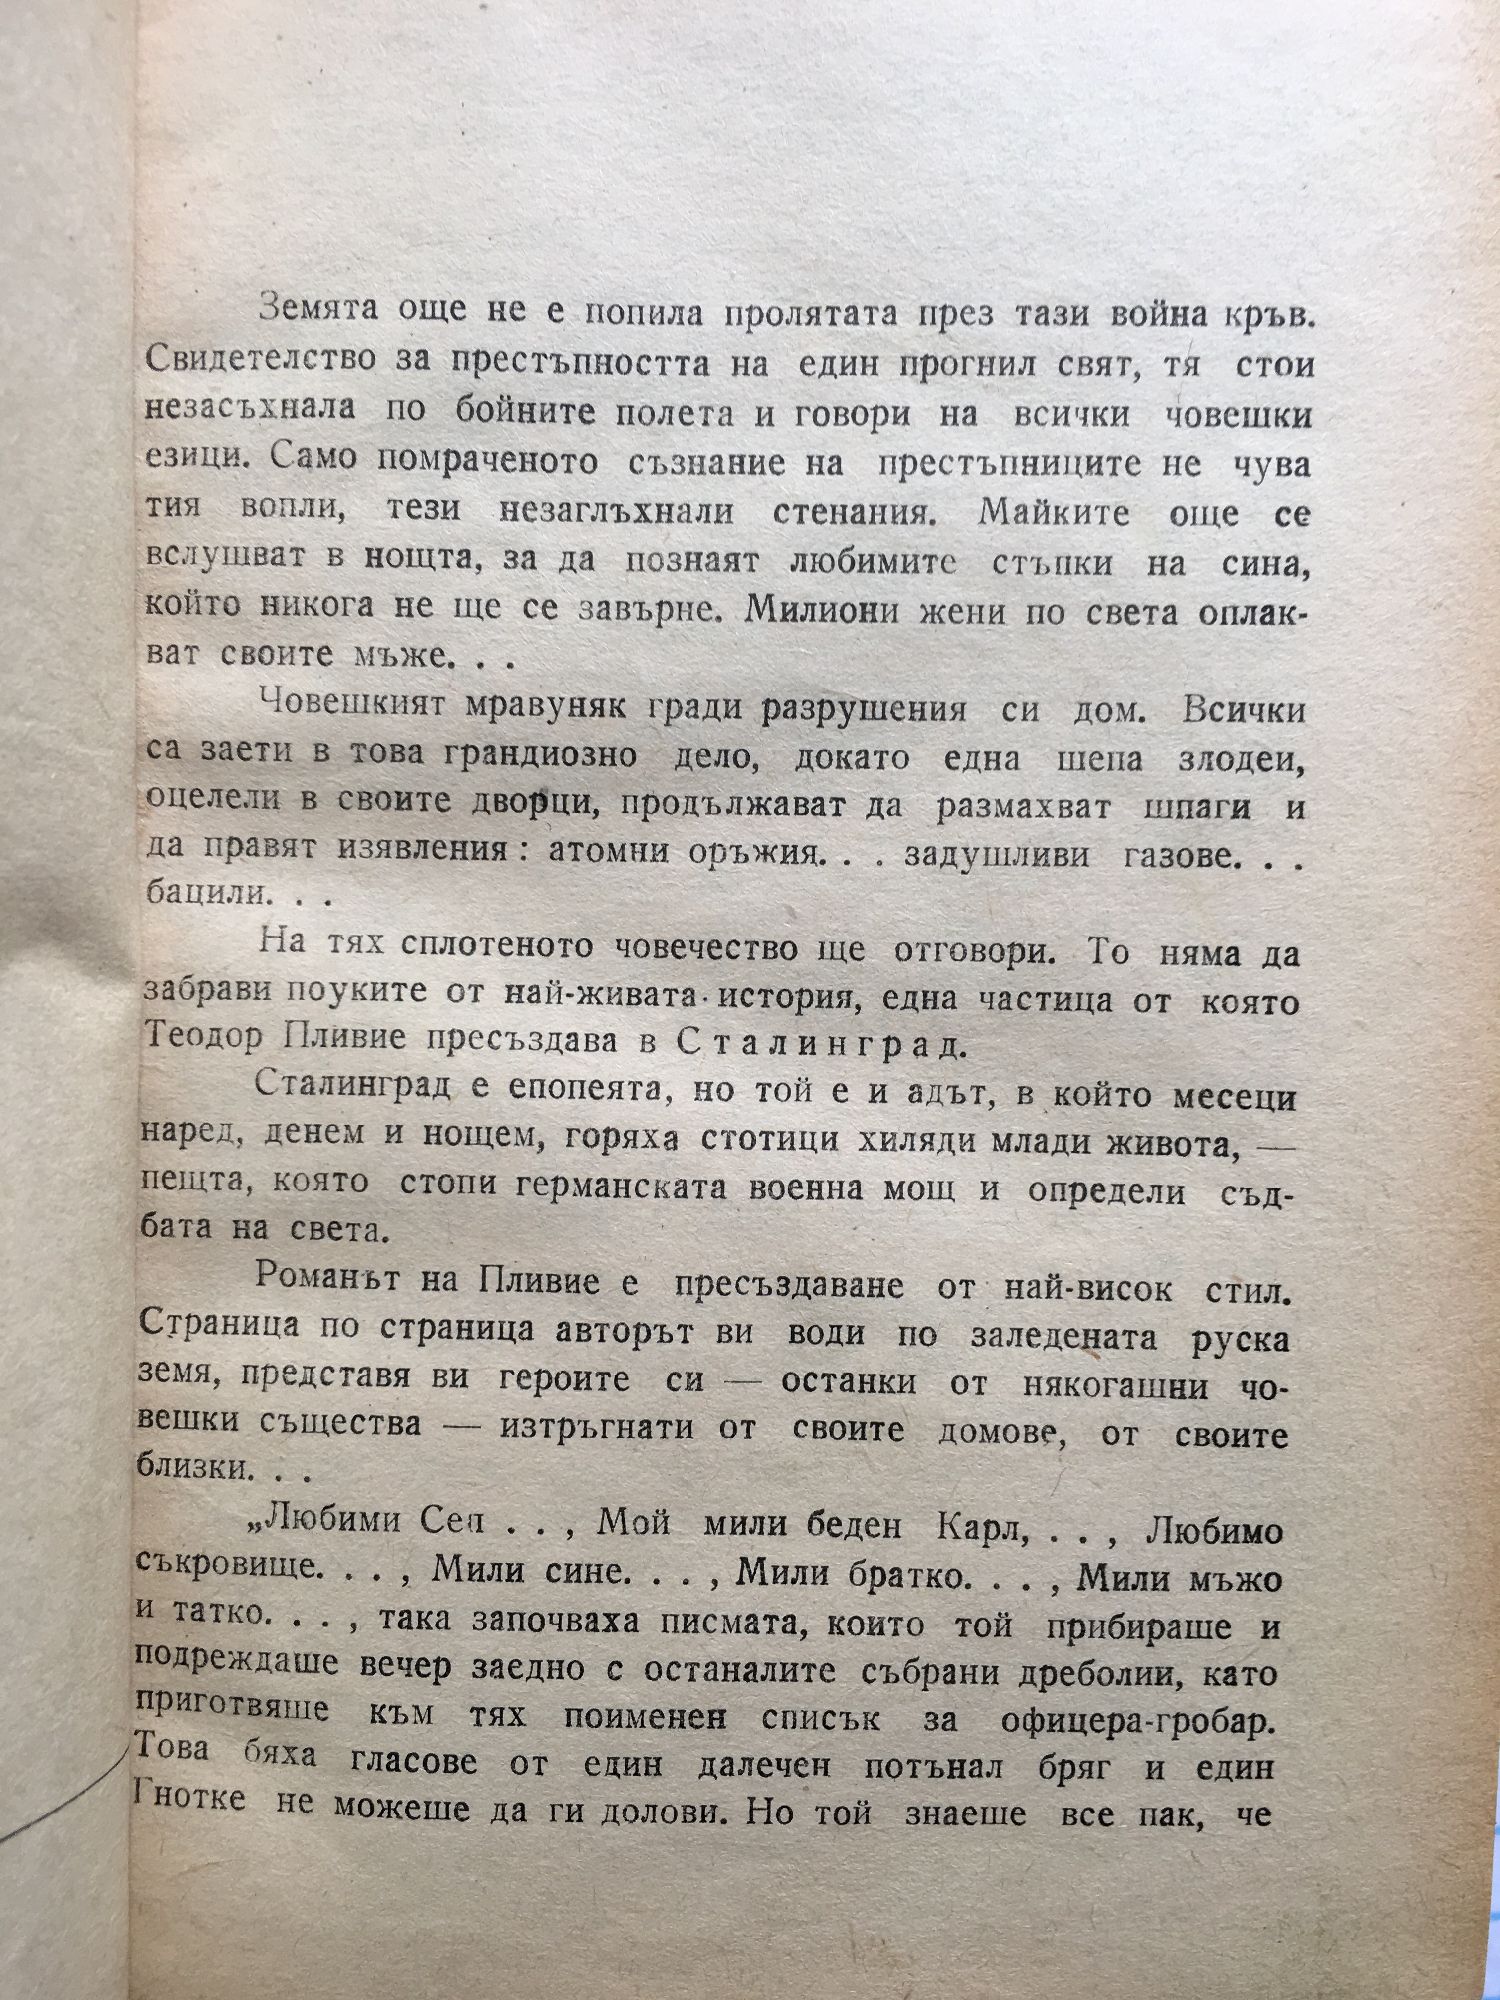 Земята още не е попила пролятата през тази война кръв.
Свидетелство за престъпността на един прогнил свят, тя стои
незасъхнала по бойните полета и говори на всички човешки
езици. Само помраченото съзнание на престъпниците не чува
тия вопли, тези незаглъхнали стенания. Майките още се
вслушват в нощта, за да познаят любимите стъпки на сина,
който никога не ще се завърне. Милиони жени по света оплак-
ват своите мъже. . .
Човешкият мравуняк гради разрушения си дом. Всички
са заети в това грандиозно дело, докато една шепа злодеи,
оцелели в своите дворци, продължават да размахват шпаги и
да правят изявления : атомни оръжия. . . задушливи газове. . .
бацили. . .
На тях сплотеното човечество ще отговори. То няма да
забрави поуките от най-живата история, една частица от която
Теодор Пливие пресъздава в С т а л и н г р а д.
Сталинград е епопеята, но той е и адът, в който месеци
наред, денем и нощем, горяха стотици хиляди млади живота, —
пещта, която стопи германската военна мощ и определи съд-
бата на света.
Романът на Пливие е пресъздаване от най-висок стил.
Страница по страница авторът ви води по заледената руска
земя, представя ви героите си — останки от някогашни чо-
вешки същества — изтръгнати от своите домове, от своите
близки. . .
„Любими Сеп . . , Мой мили беден Карл, . . , Любимо
съкровище. . . , Мили сине. . . , Мили братко. . . , Мили мъжо
и татко. . . , така започваха писмата, които той прибираше и
подреждаше вечер заедно с останалите събрани дреболии, като
приготвяше към тях поименен списък за офицера-гробар.
Това бяха гласове от един далечен потънал бряг и един
Гнотке не можеше да ги долови. Но той знаеше все пак, че